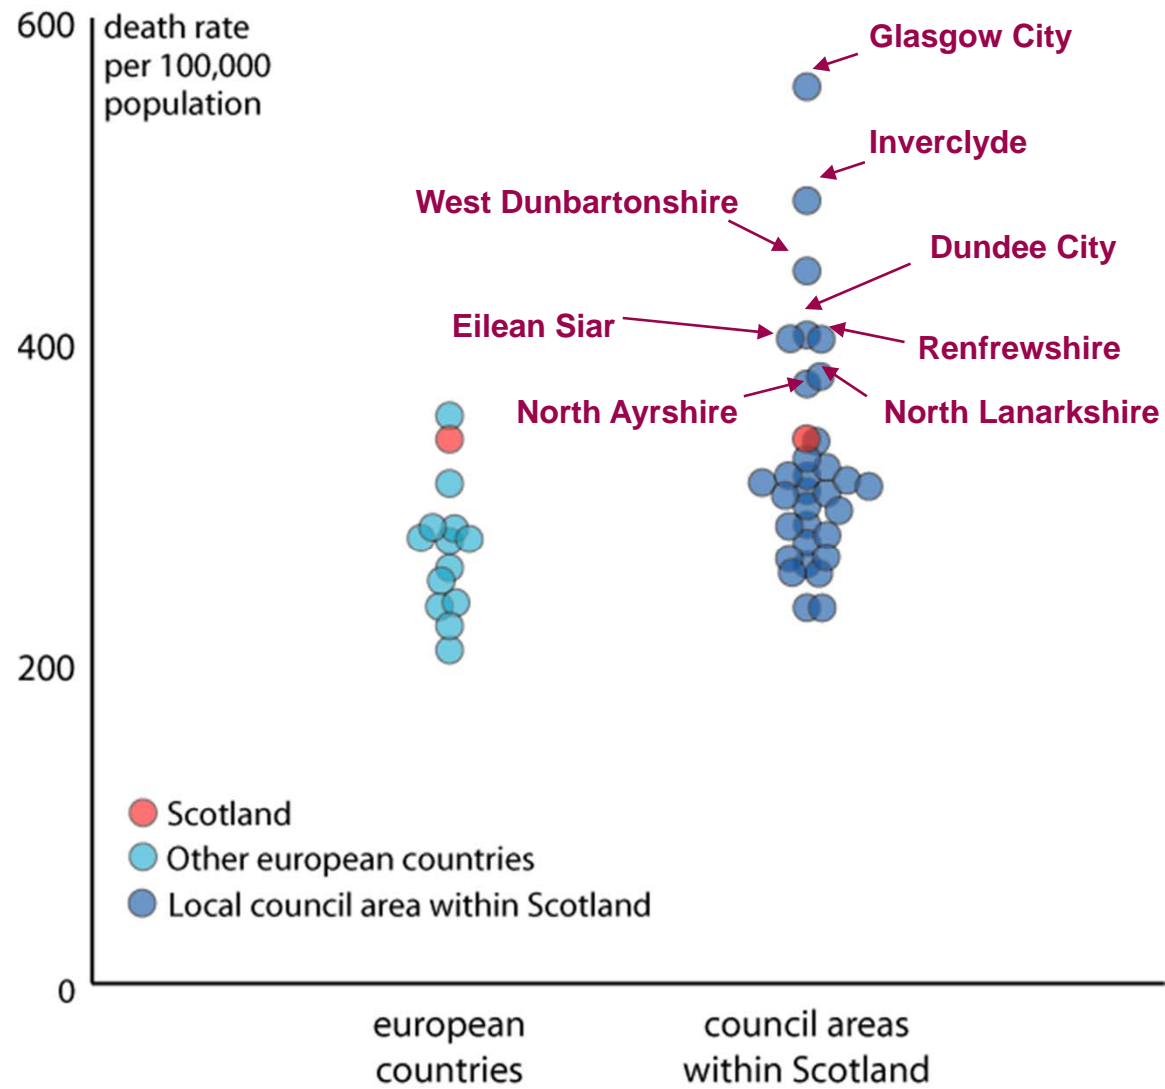 600
death rate
per 100,000
population
Glasgow City
Inverclyde
West Dunbartonshire
Dundee City
Eilean Siar
400
Renfrewshire
North Ayrshire
North Lanarkshire
200
Scotland
Other european countries
Local council area within Scotland
0
european
countries
council areas
within Scotland